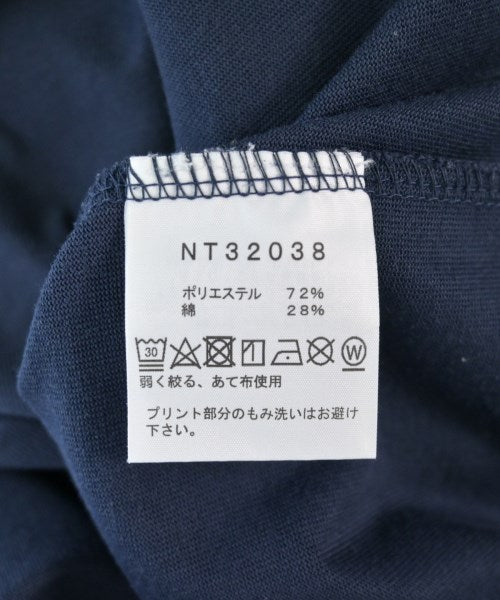 NT32038
ポリエステル 72%
綿 28%
30 W
弱く絞る、あて布使用
プリント部分のもみ洗いはお避け
下さい。